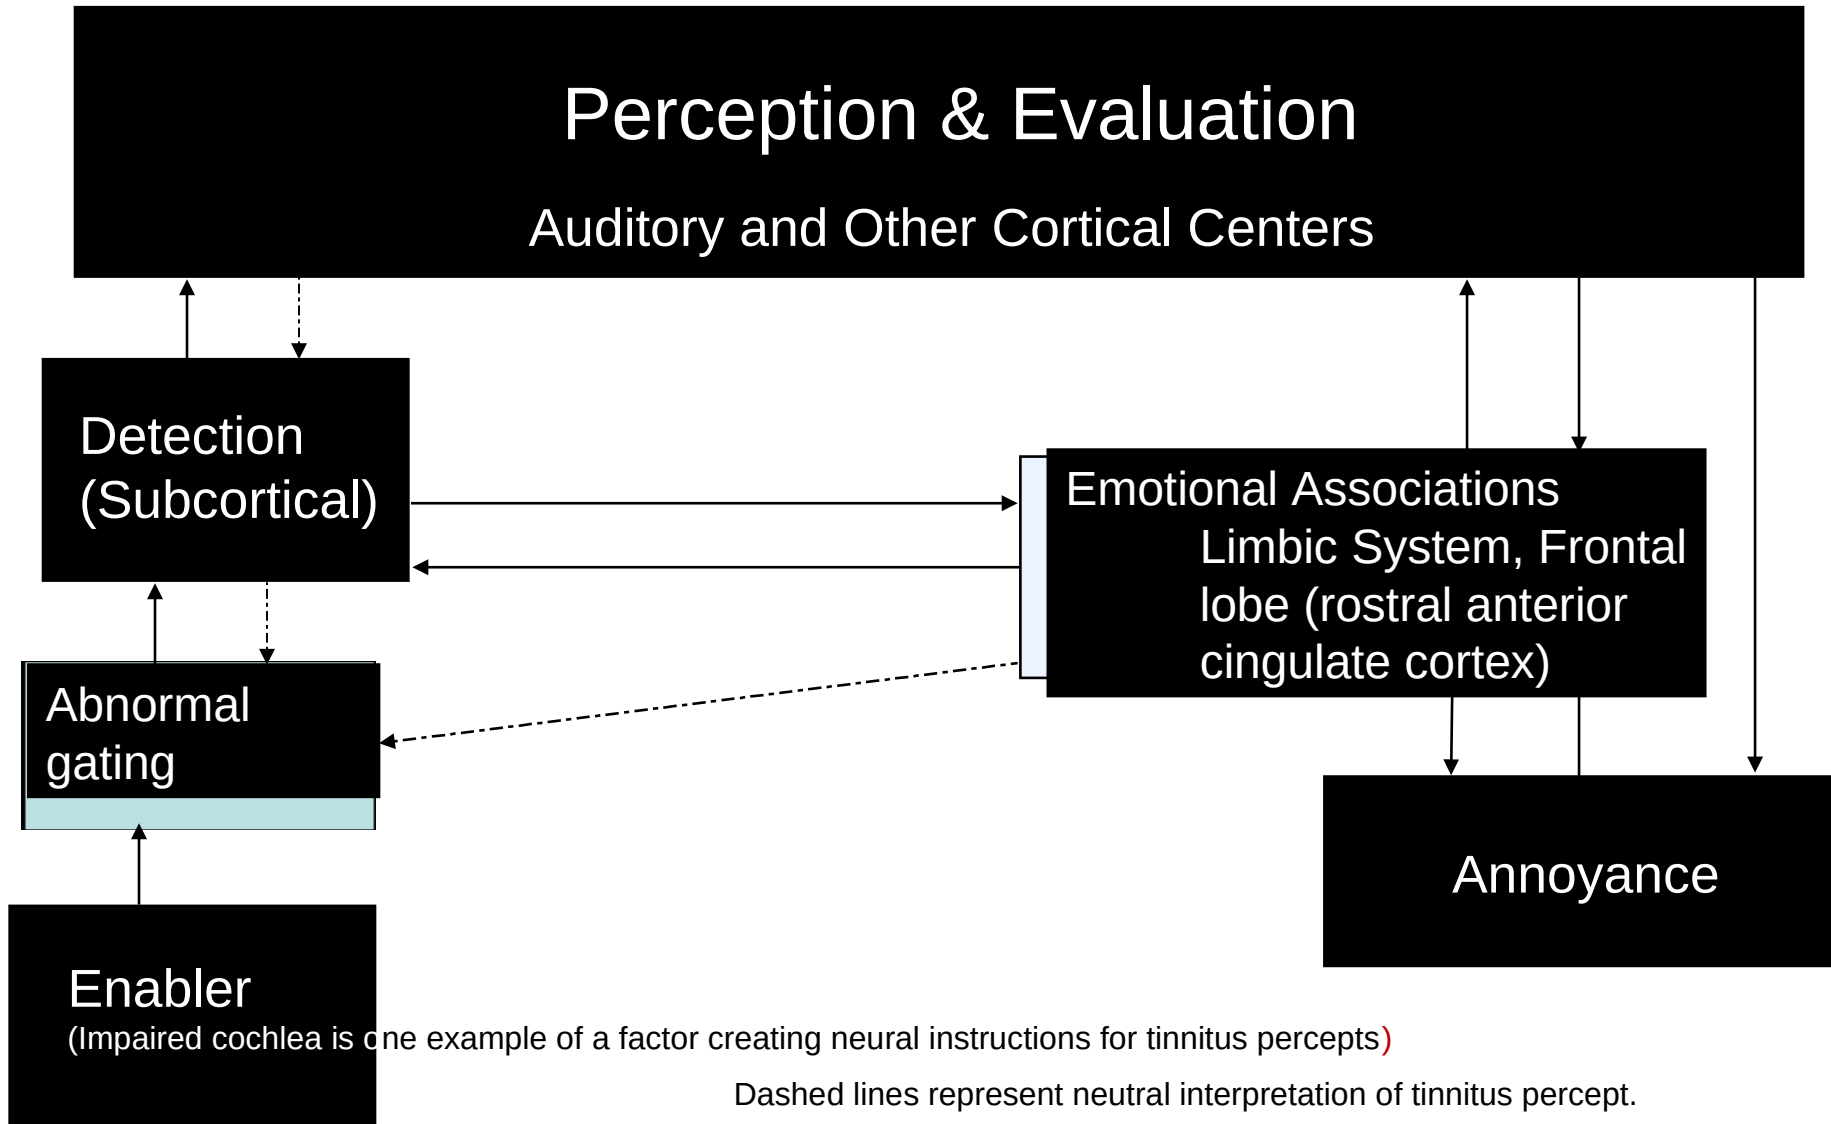 Perception & Evaluation
Auditory and Other Cortical Centers
Detection
(Subcortical)
Emotional Associations
Limbic System, Frontal
lobe (rostral anterior
cingulate cortex)
Abnormal
gating
Annoyance
Enabler
(Impaired cochlea is one example of a factor creating neural instructions for tinnitus percepts)
Dashed lines represent neutral interpretation of tinnitus percept.